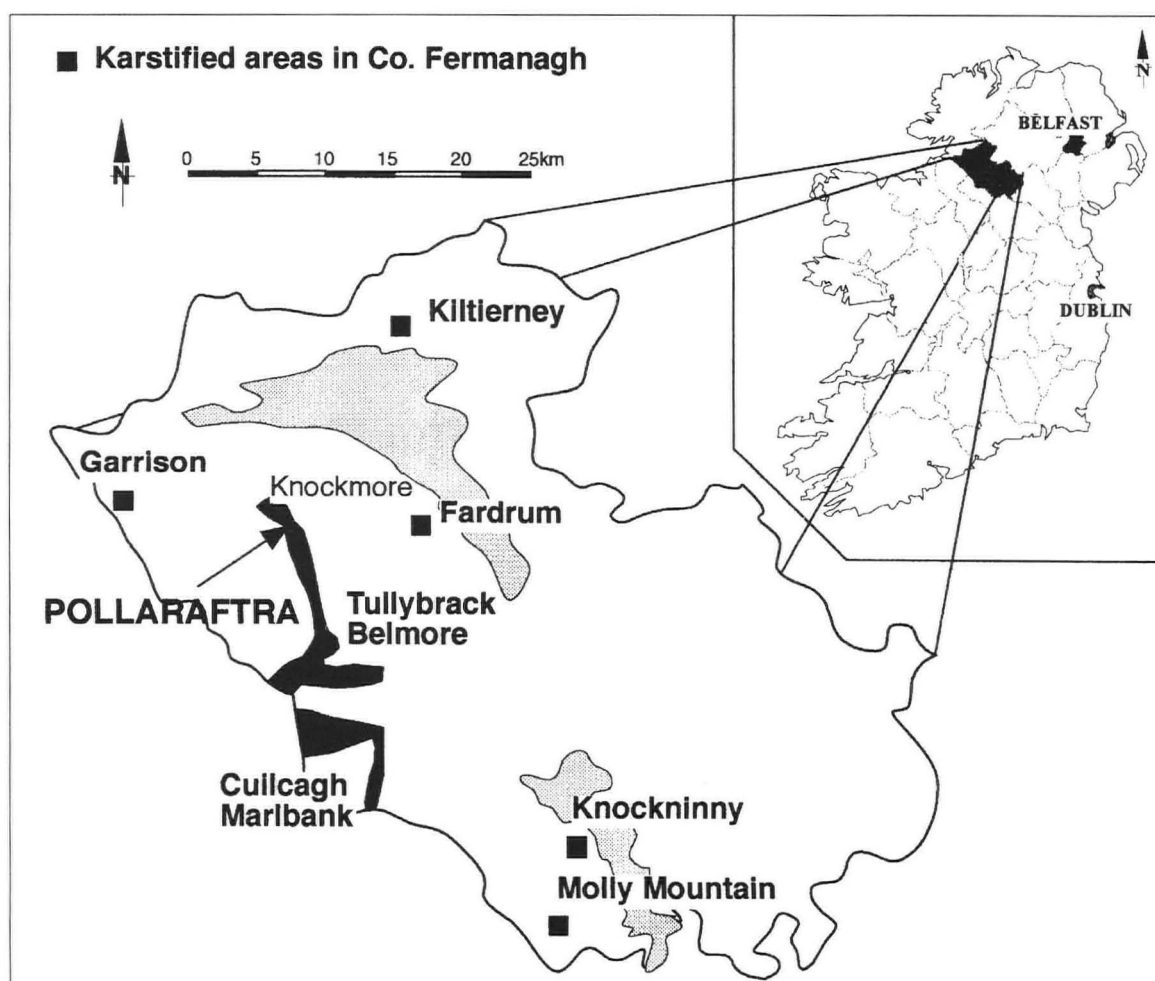 Karstified areas in Co. Fermanagh
N
0 5 10 15 20 25km
N
BELFAST
DUBLIN
Kiltierney
Garrison
Knockmore
Fardrum
POLLARAFTRA
Tullybrack
Belmore
Cuilcagh
Marlbank
Knockninny
Molly Mountain